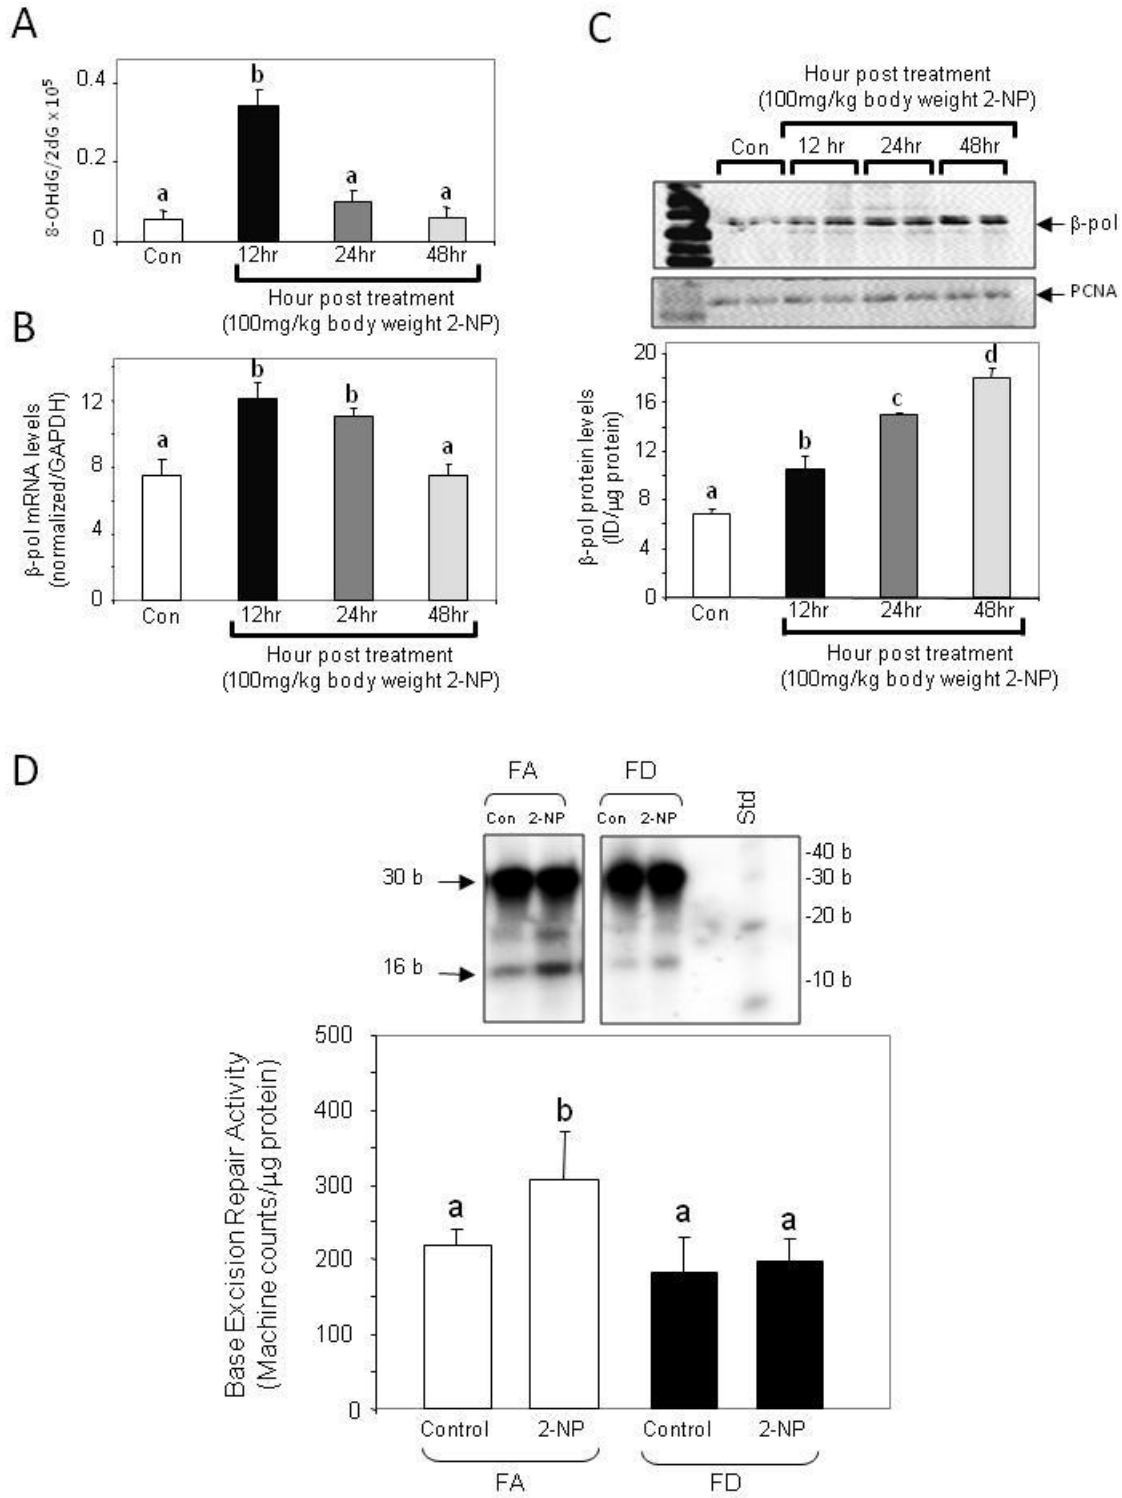 A
8-OHdG/2dG x 10⁵
0.4
0.2
0
a
b
a
a
Con
12hr
24hr
48hr
Hour post treatment
(100mg/kg body weight 2-NP)
B
β-pol mRNA levels
(normalized/GAPDH)
12
8
4
0
a
b
b
a
Con
12hr
24hr
48hr
Hour post treatment
(100mg/kg body weight 2-NP)
C
Hour post treatment
(100mg/kg body weight 2-NP)
Con
12 hr
24hr
48hr
β-pol
PCNA
β-pol protein levels
(ID/µg protein)
20
16
12
8
4
0
a
b
c
d
Con
12hr
24hr
48hr
Hour post treatment
(100mg/kg body weight 2-NP)
D
FA
FD
Con 2-NP
Con 2-NP
Std
30 b
16 b
-40 b
-30 b
-20 b
-10 b
Base Excision Repair Activity
(Machine counts/µg protein)
500
400
300
200
100
0
a
b
a
a
Control
2-NP
Control
2-NP
FA
FD